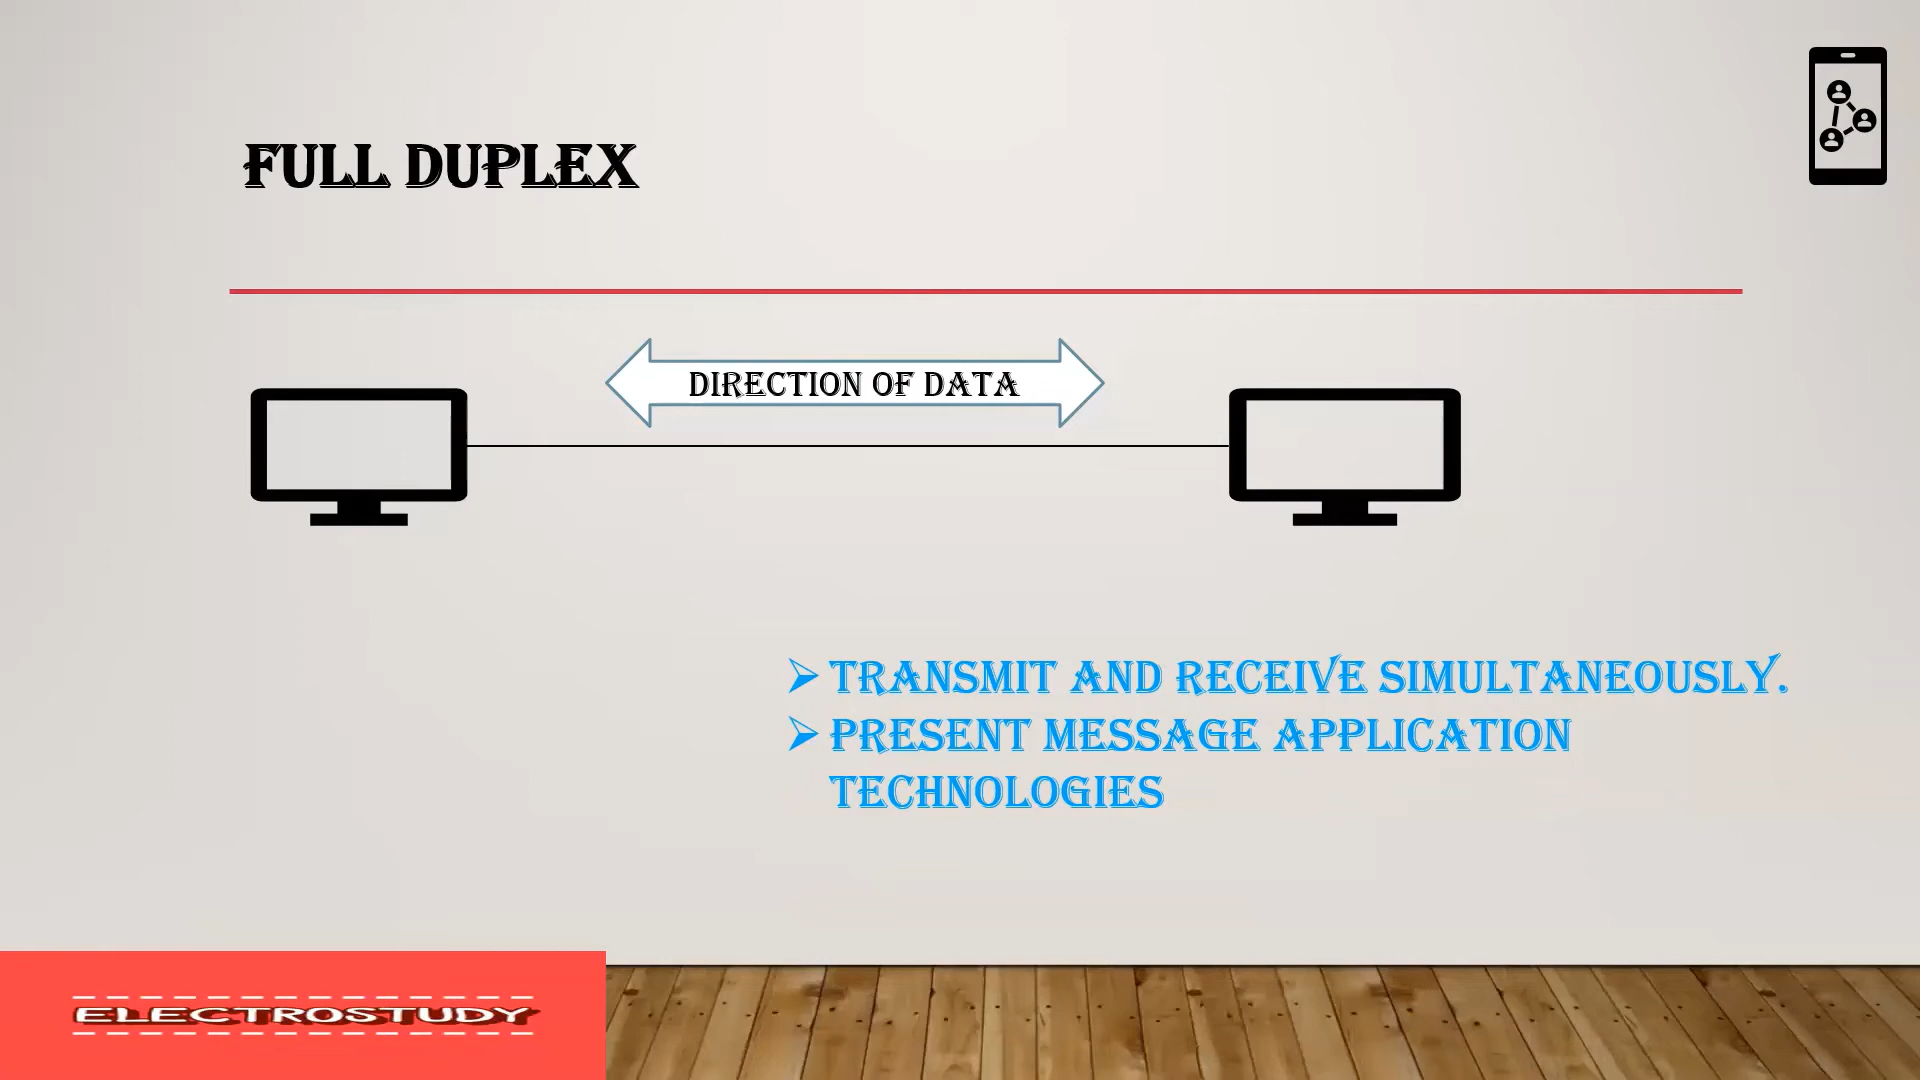 FULL DUPLEX
DIRECTION OF DATA
➢ TRANSMIT AND RECEIVE SIMULTANEOUSLY.
➢ PRESENT MESSAGE APPLICATION
TECHNOLOGIES
ELECTROSTUDY